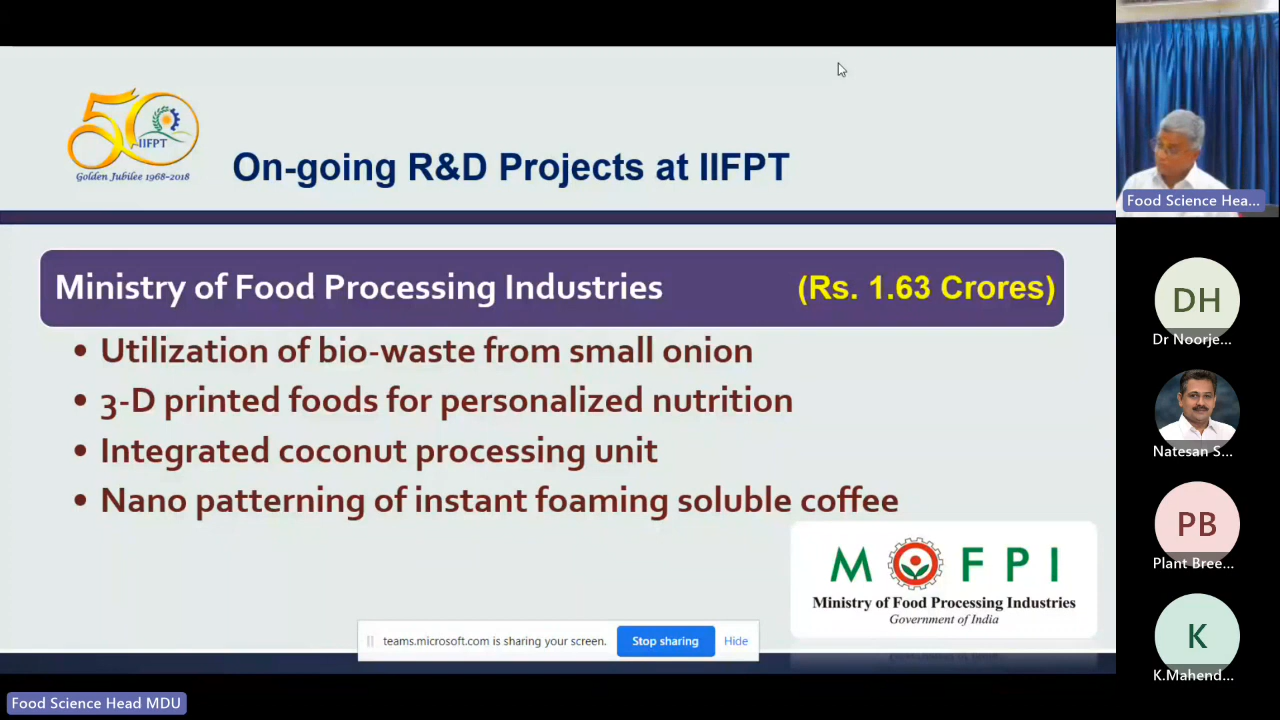 50
IIFPT
Golden Jubilee 1968-2018
On-going R&D Projects at IIFPT
Ministry of Food Processing Industries (Rs. 1.63 Crores)
• Utilization of bio-waste from small onion
• 3-D printed foods for personalized nutrition
• Integrated coconut processing unit
• Nano patterning of instant foaming soluble coffee
M FPI
Ministry of Food Processing Industries
Government of India
teams.microsoft.com is sharing your screen. Stop sharing Hide
Food Science Head MDU
Food Science Hea...
DH
Dr Noorje...
Natesan S...
PB
Plant Bree...
K
K.Mahend...